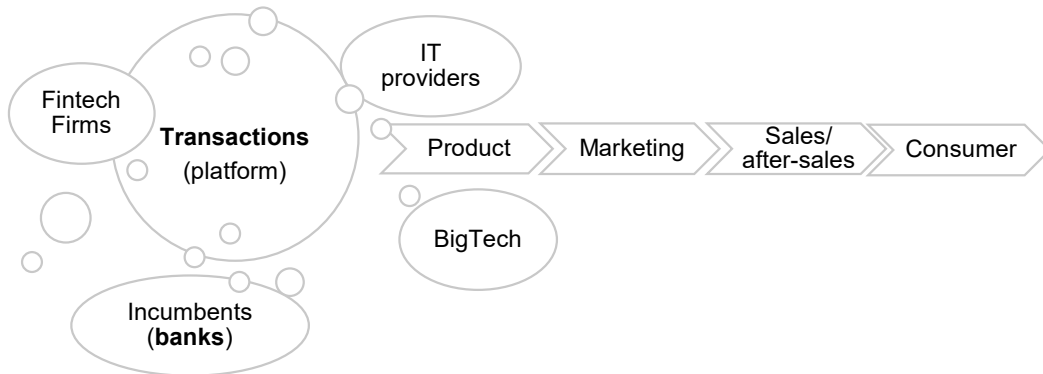 IT
providers
Fintech
Firms
Transactions
(platform)
Product
Marketing
Sales/
after-sales
Consumer
BigTech
Incumbents
(banks)